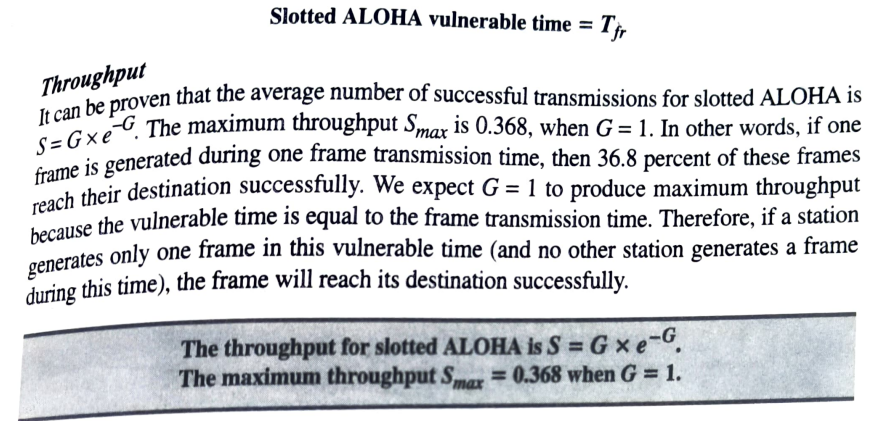 Slotted ALOHA vulnerable time = Tfr
Throughput
It can be proven that the average number of successful transmissions for slotted ALOHA is
S = G × e–G. The maximum throughput Smax is 0.368, when G = 1. In other words, if one
frame is generated during one frame transmission time, then 36.8 percent of these frames
reach their destination successfully. We expect G = 1 to produce maximum throughput
because the vulnerable time is equal to the frame transmission time. Therefore, if a station
generates only one frame in this vulnerable time (and no other station generates a frame
during this time), the frame will reach its destination successfully.
The throughput for slotted ALOHA is S = G × e–G.
The maximum throughput Smax = 0.368 when G = 1.